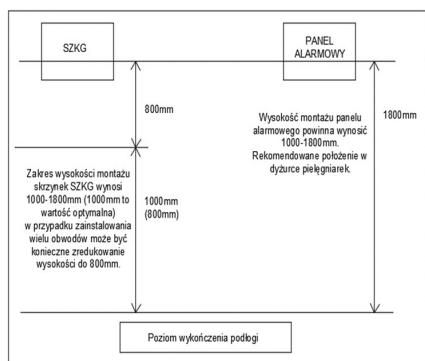 SZKG
PANEL
ALARMOWY
800mm
1800mm
Wysokość montażu panelu
alarmowego powinna wynosić
1000-1800mm.
Rekomendowane położenie w
dyżurce pielęgniarek.
Zakres wysokości montażu
skrzynek SZKG wynosi
1000-1800mm (1000mm to
wartość optymalna)
w przypadku zainstalowania
wielu obwodów może być
konieczne zredukowanie
wysokości do 800mm.
1000mm
(800mm)
Poziom wykończenia podłogi